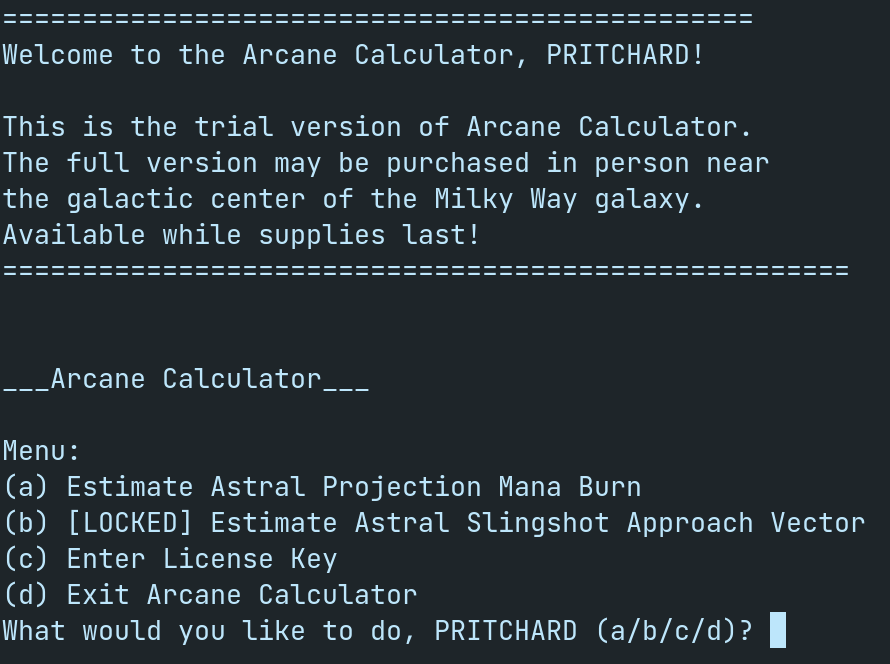 ===============================================
Welcome to the Arcane Calculator, PRITCHARD!
This is the trial version of Arcane Calculator.
The full version may be purchased in person near
the galactic center of the Milky Way galaxy.
Available while supplies last!
=====================================================
___Arcane Calculator___
Menu:
(a) Estimate Astral Projection Mana Burn
(b) [LOCKED] Estimate Astral Slingshot Approach Vector
(c) Enter License Key
(d) Exit Arcane Calculator
What would you like to do, PRITCHARD (a/b/c/d)?